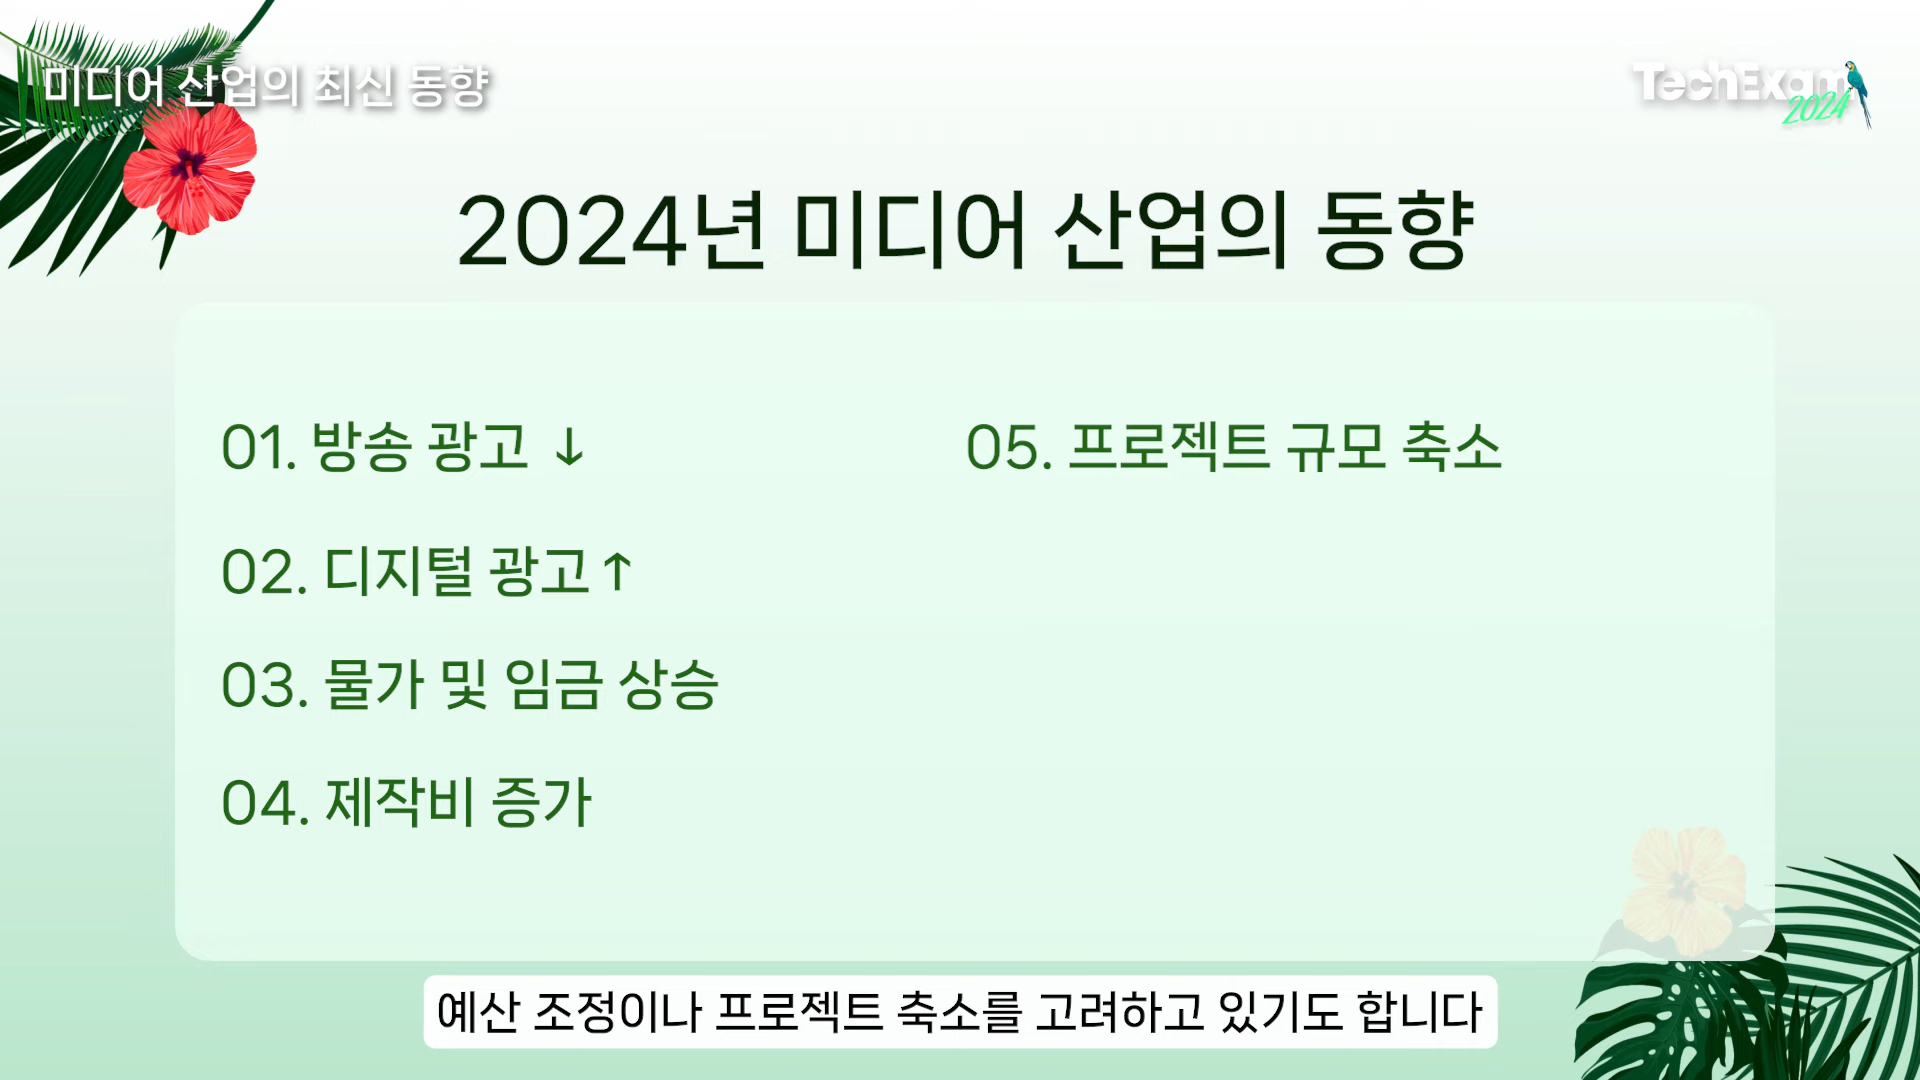 미디어 산업의 최신 동향
TechExam
2024
2024년 미디어 산업의 동향
01. 방송 광고 ↓
02. 디지털 광고↑
03. 물가 및 임금 상승
04. 제작비 증가
05. 프로젝트 규모 축소
예산 조정이나 프로젝트 축소를 고려하고 있기도 합니다